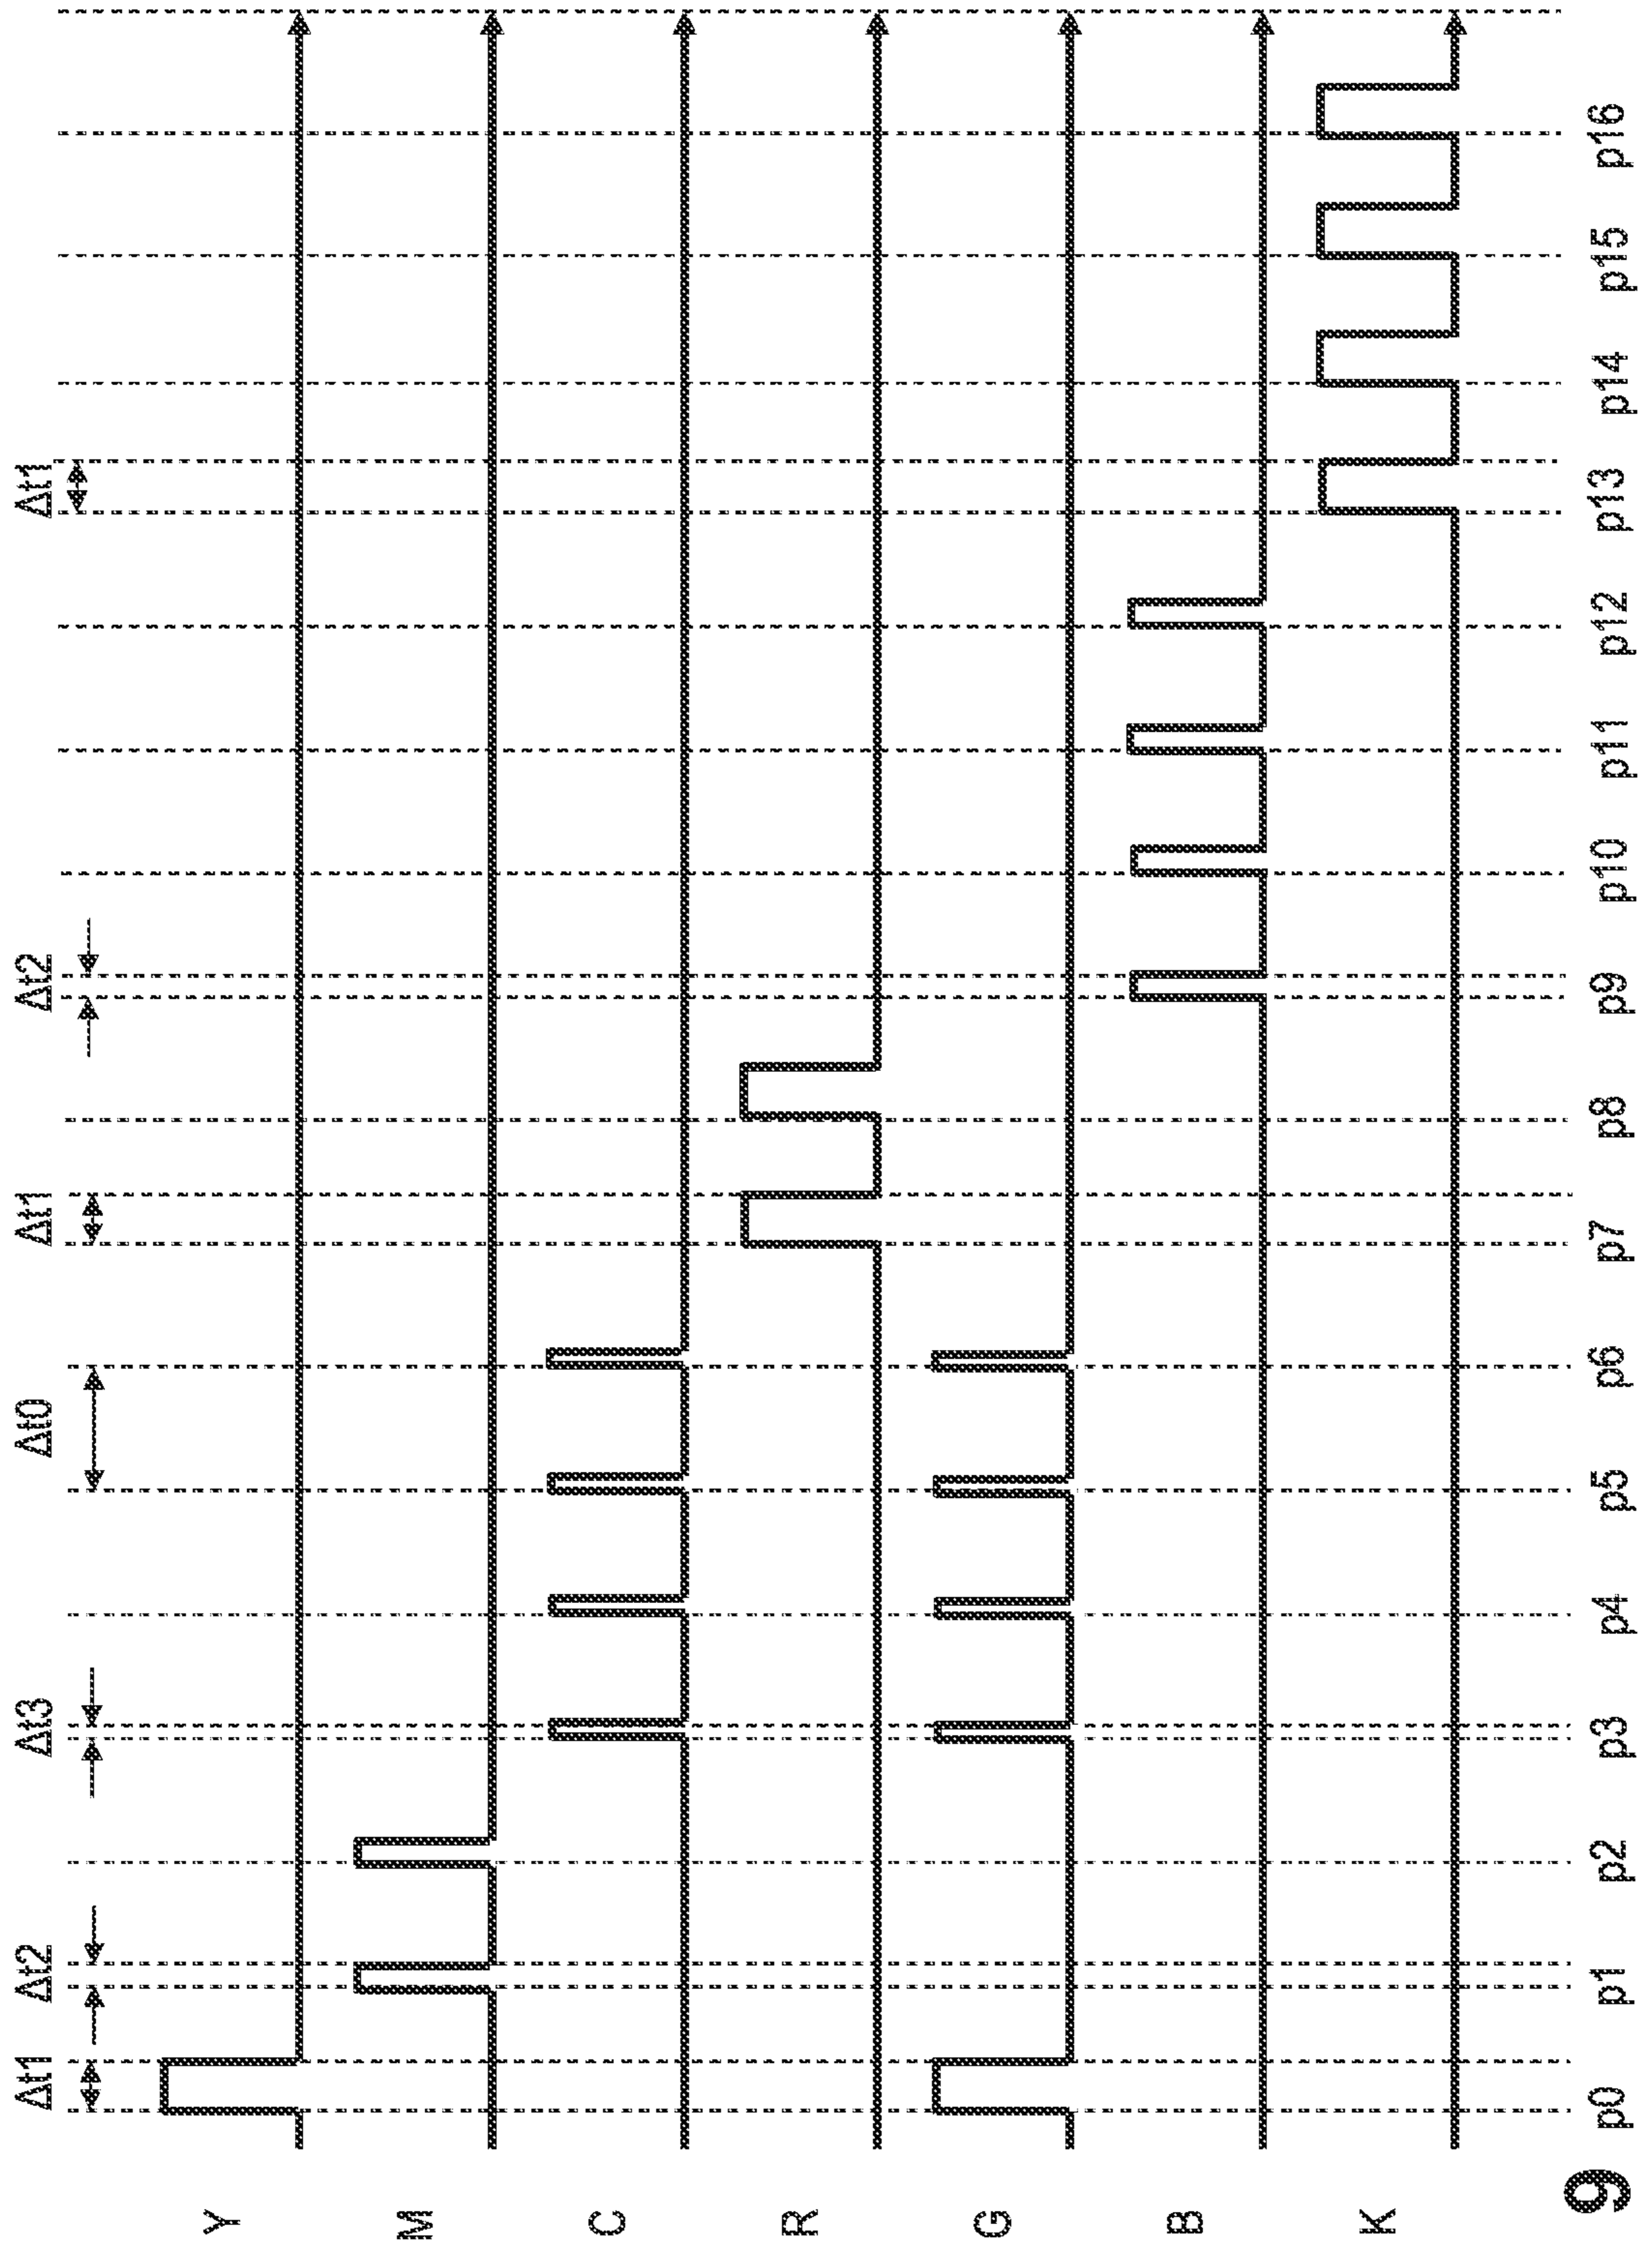 Δt1 Δt2 Δt3 Δt0 Δt1 Δt2 Δt1
Y
M
C
R
G
B
K
p0 p1 p2 p3 p4 p5 p6 p7 p8 p9 p10 p11 p12 p13 p14 p15 p16
9